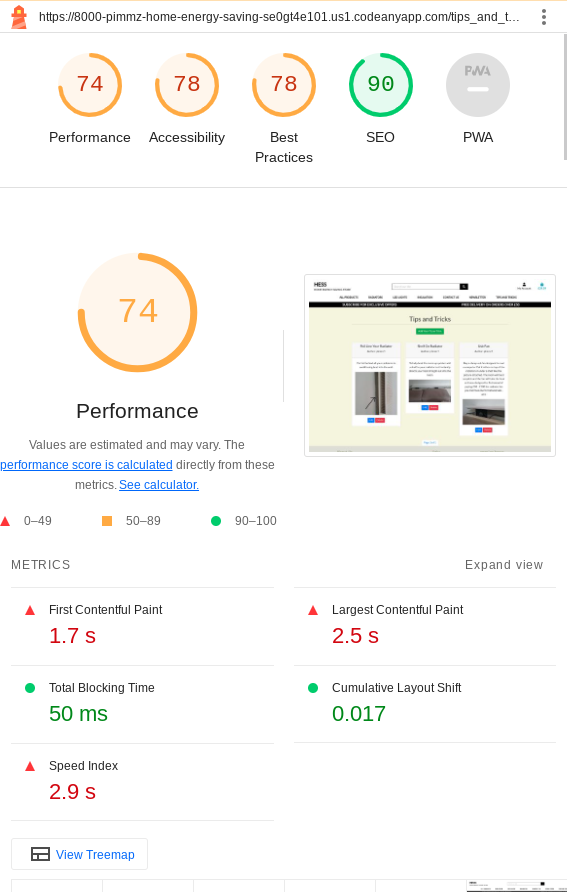 https://8000-pimmz-home-energy-saving-se0gt4e101.us1.codeanyapp.com/tips_and_t…
74
78
78
90
PWA
Performance
Accessibility
Best
Practices
SEO
PWA
74
HESS
Tips and Tricks
Performance
Values are estimated and may vary. The
performance score is calculated directly from these
metrics. See calculator.
0–49
50–89
90–100
METRICS
Expand view
First Contentful Paint
1.7 s
Largest Contentful Paint
2.5 s
Total Blocking Time
50 ms
Cumulative Layout Shift
0.017
Speed Index
2.9 s
View Treemap